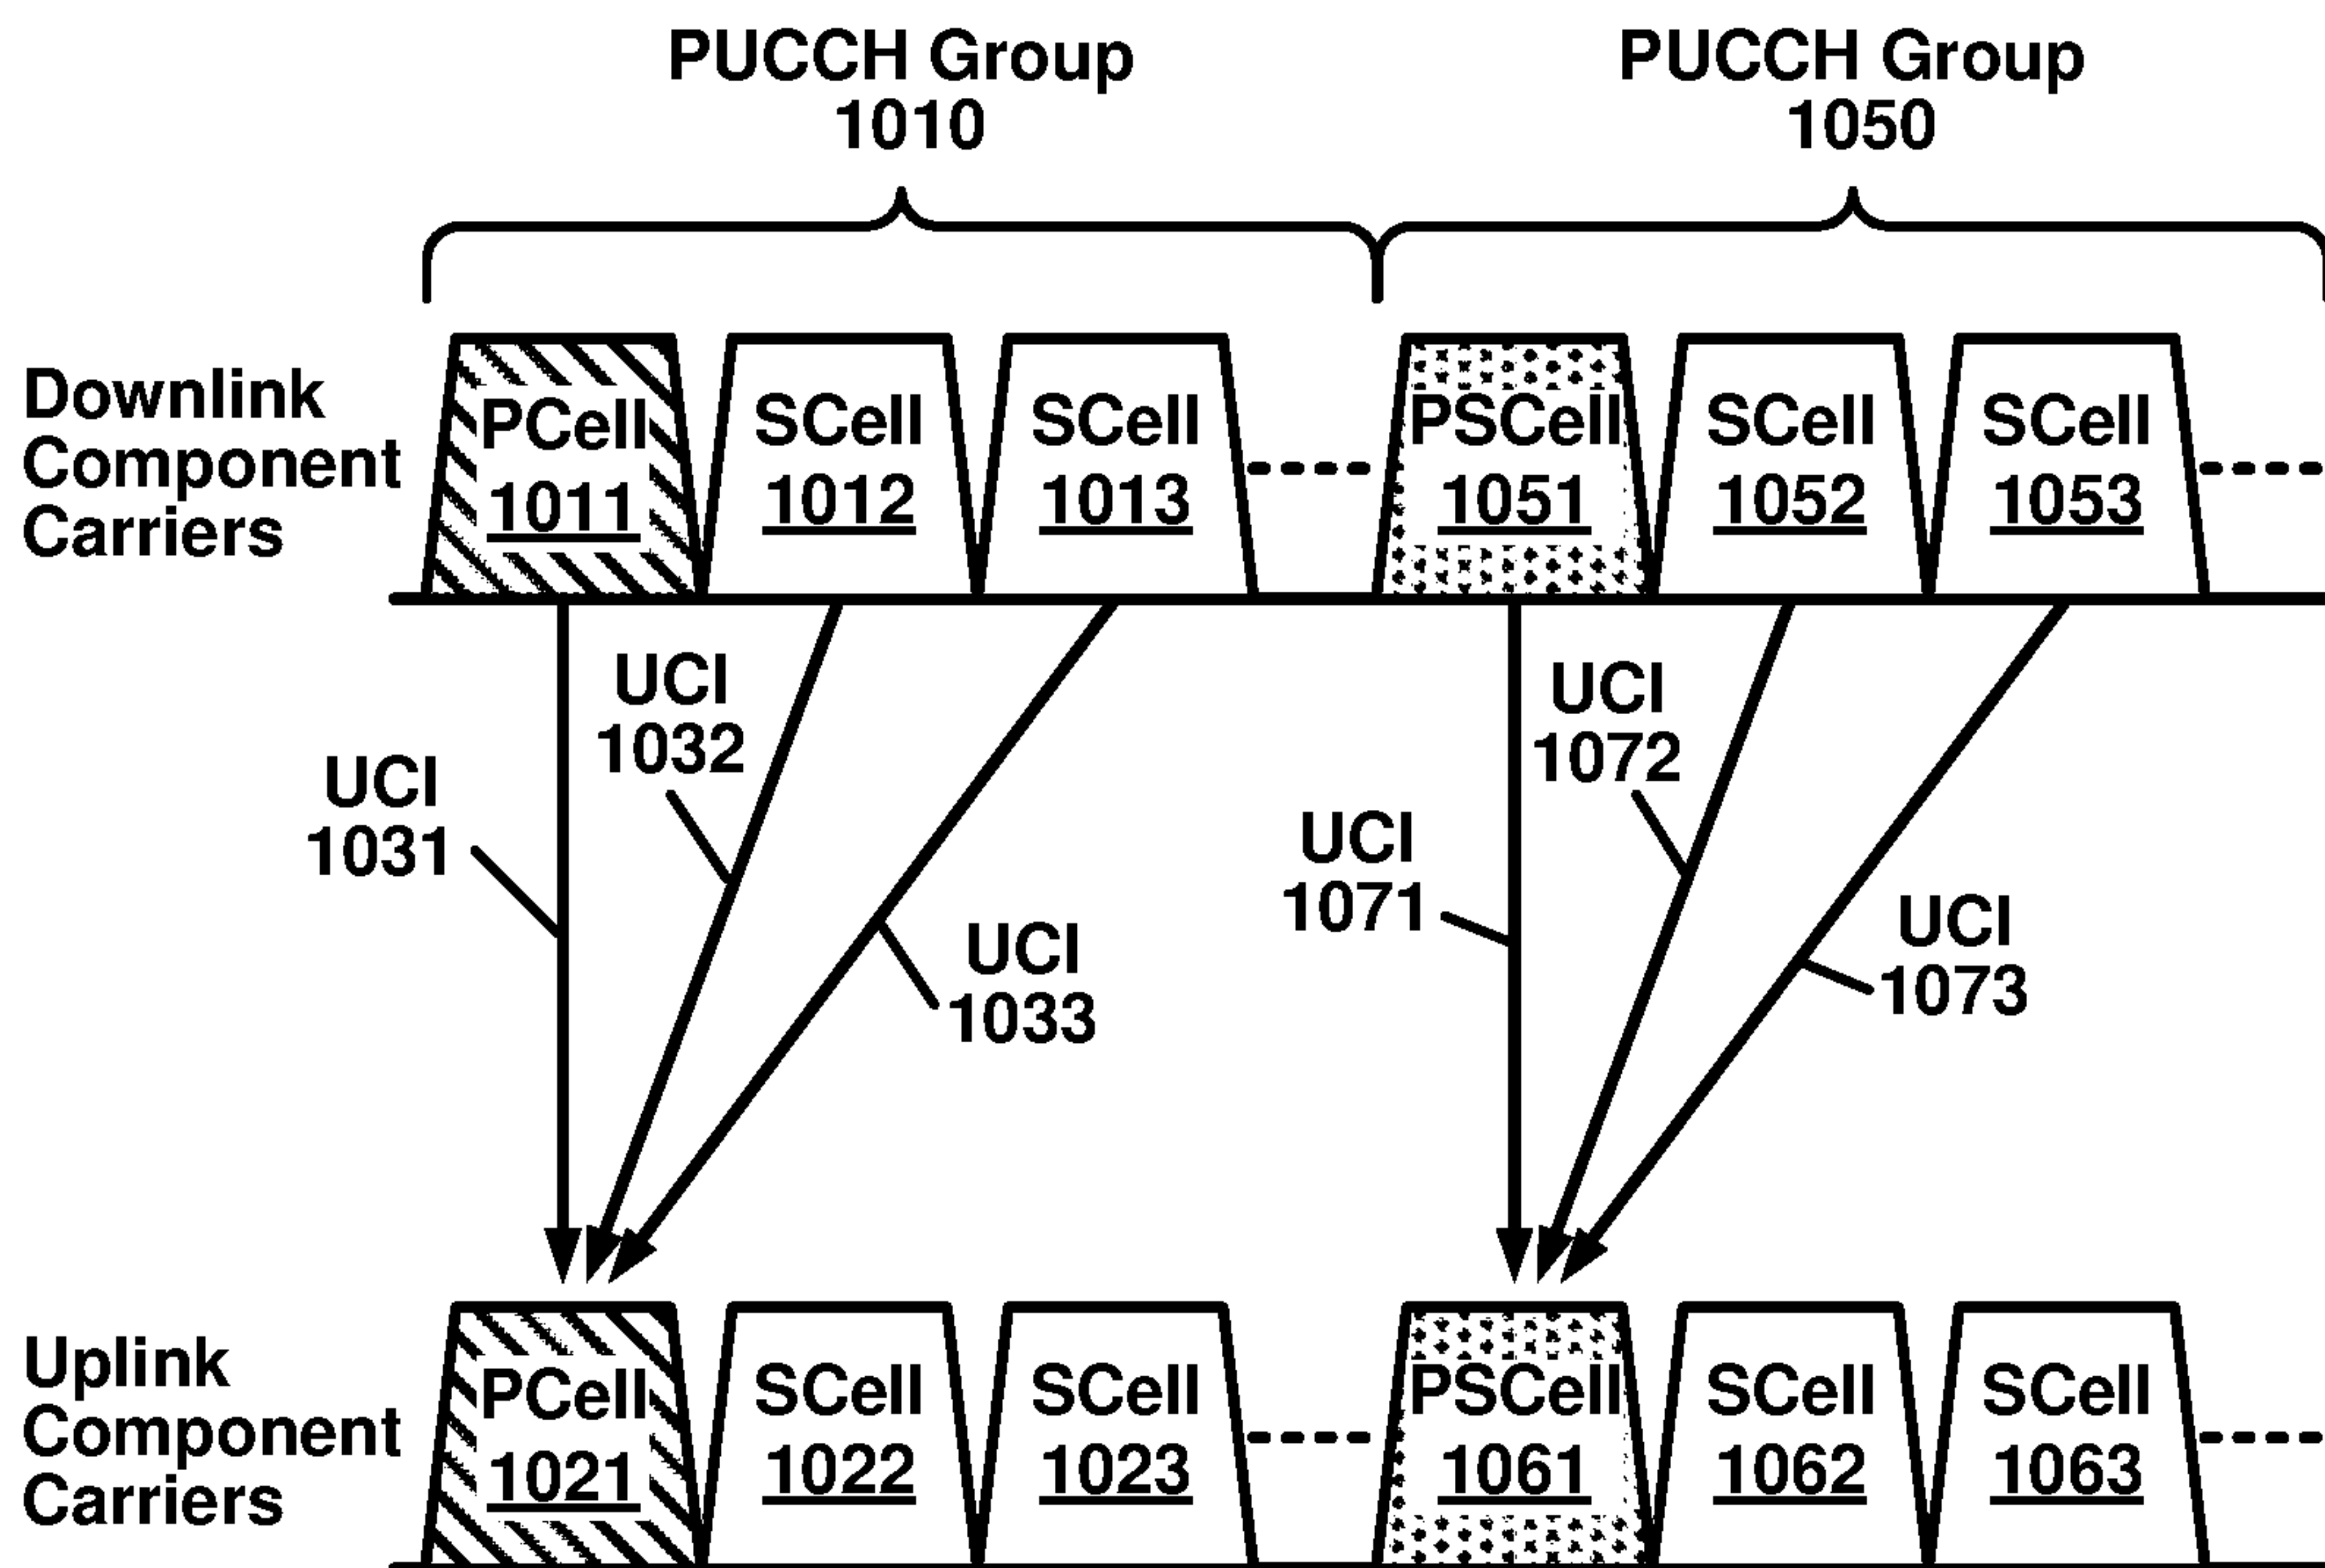 PUCCH Group
1010
PUCCH Group
1050
Downlink
Component
Carriers
PCell
1011
SCell
1012
SCell
1013
PSCell
1051
SCell
1052
SCell
1053
UCI
1031
UCI
1032
UCI
1033
UCI
1071
UCI
1072
UCI
1073
Uplink
Component
Carriers
PCell
1021
SCell
1022
SCell
1023
PSCell
1061
SCell
1062
SCell
1063